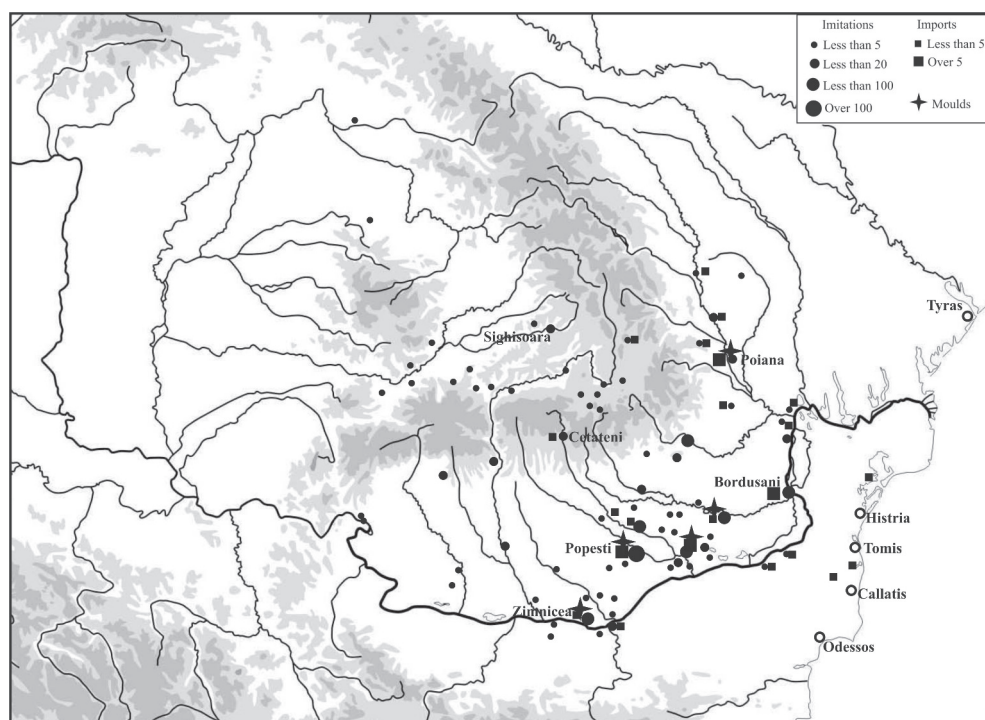 Imitations Imports
Less than 5 Less than 5
Less than 20 Over 5
Less than 100
Over 100 Moulds
Tyras
Sighisoara
Poiana
Cetateni
Bordusani
Histria
Popesti
Tomis
Callatis
Zimnicea
Odessos